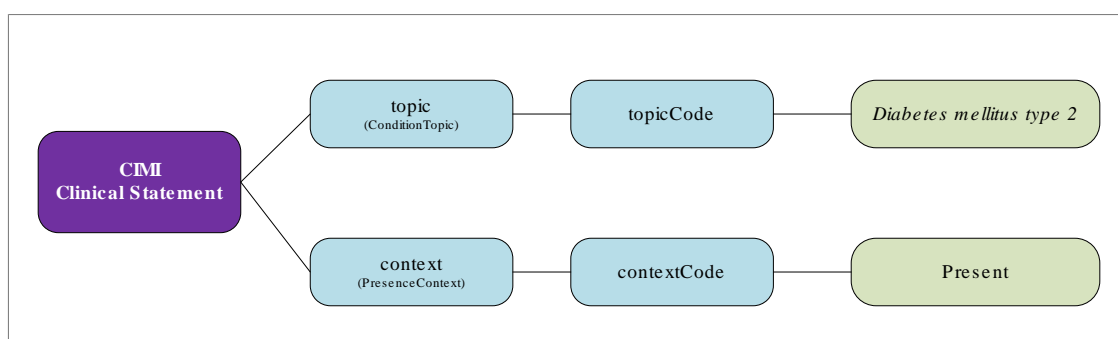 CIMI
Clinical Statement
topic
(ConditionTopic)
topicCode
Diabetes mellitus type 2
context
(PresenceContext)
contextCode
Present